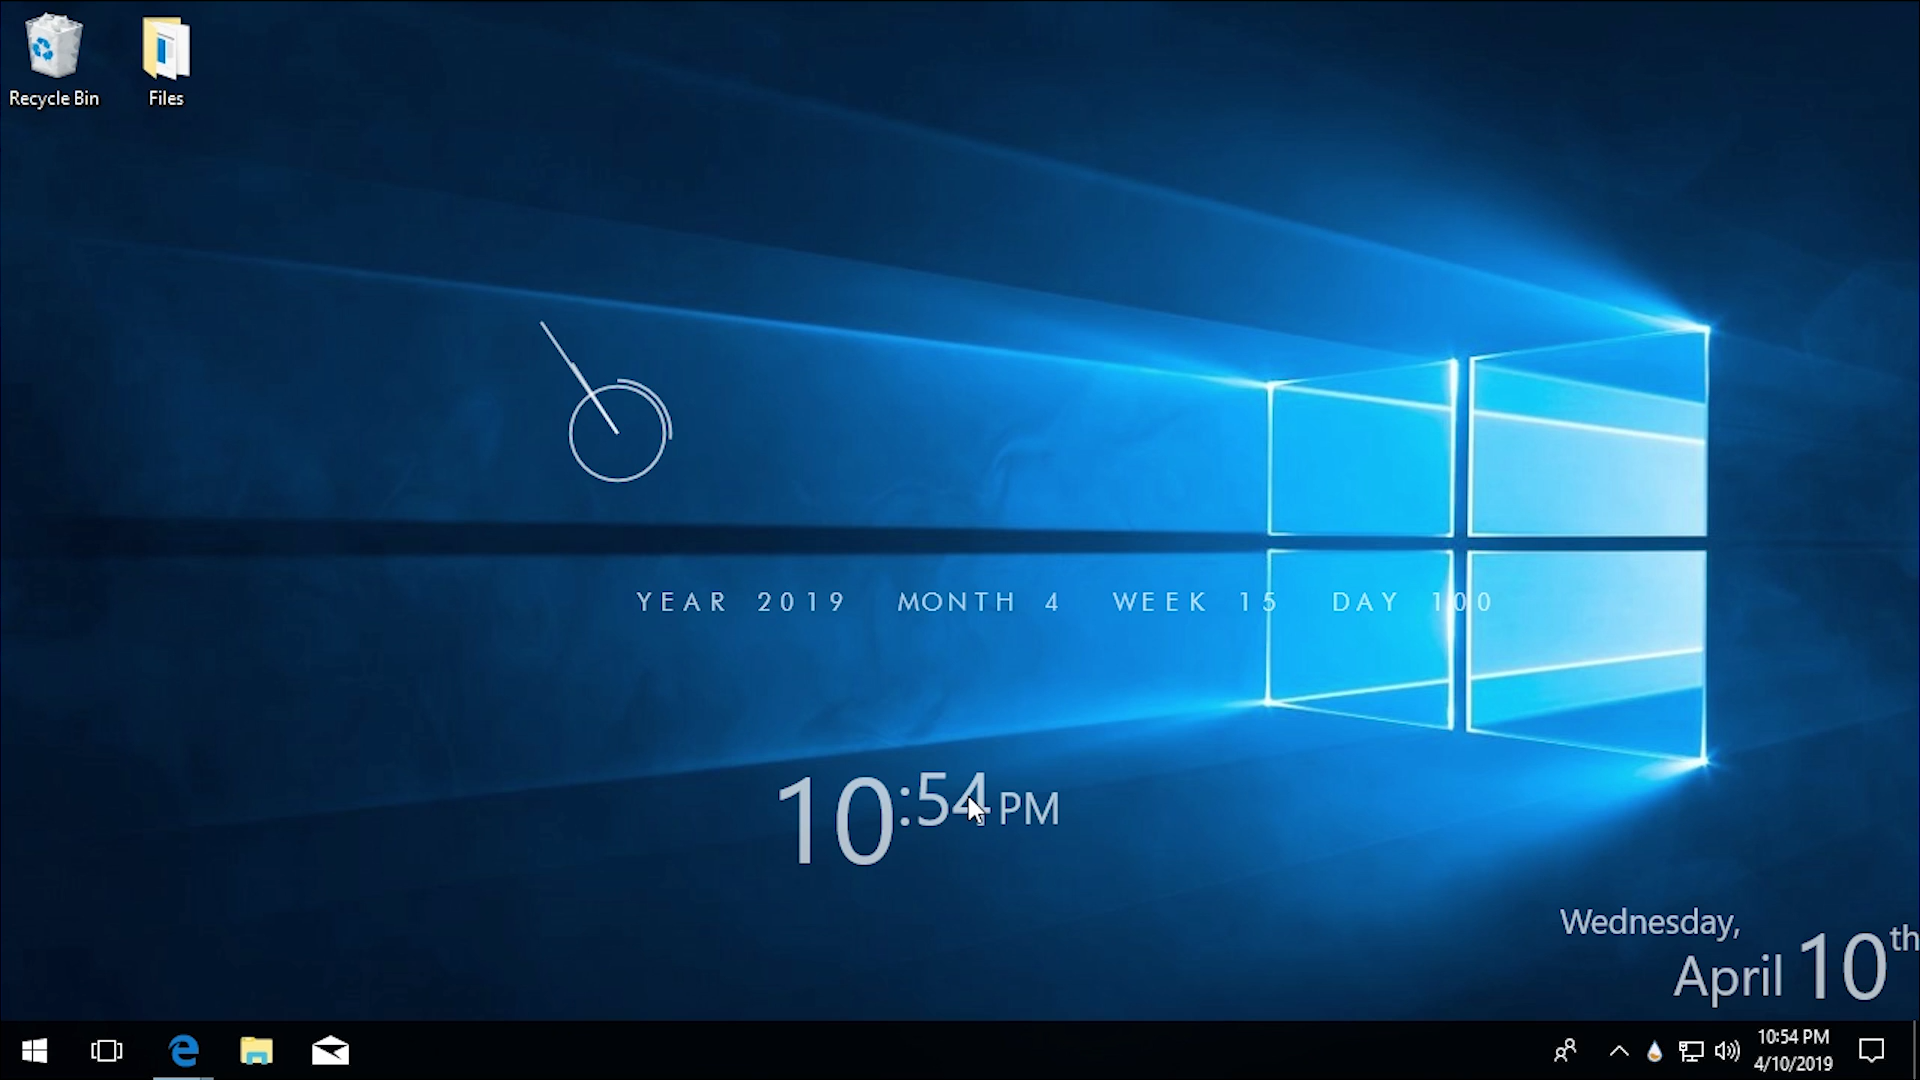 Recycle Bin
Files
YEAR 2019 MONTH 4 WEEK 15 DAY 100
10:54 PM
Wednesday,
April 10th
10:54 PM
4/10/2019